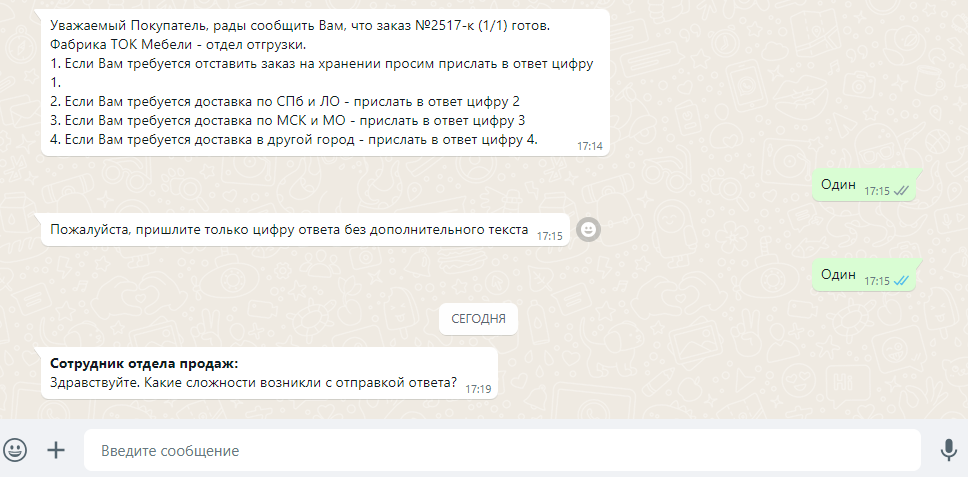 Уважаемый Покупатель, рады сообщить Вам, что заказ №2517-к (1/1) готов.
Фабрика ТОК Мебели - отдел отгрузки.
1. Если Вам требуется отставить заказ на хранении просим прислать в ответ цифру
1.
2. Если Вам требуется доставка по СПб и ЛО - прислать в ответ цифру 2
3. Если Вам требуется доставка по МСК и МО - прислать в ответ цифру 3
4. Если Вам требуется доставка в другой город - прислать в ответ цифру 4.
17:14
Один 17:15
Пожалуйста, пришлите только цифру ответа без дополнительного текста 17:15
Один 17:15
СЕГОДНЯ
Сотрудник отдела продаж:
Здравствуйте. Какие сложности возникли с отправкой ответа? 17:19
Введите сообщение